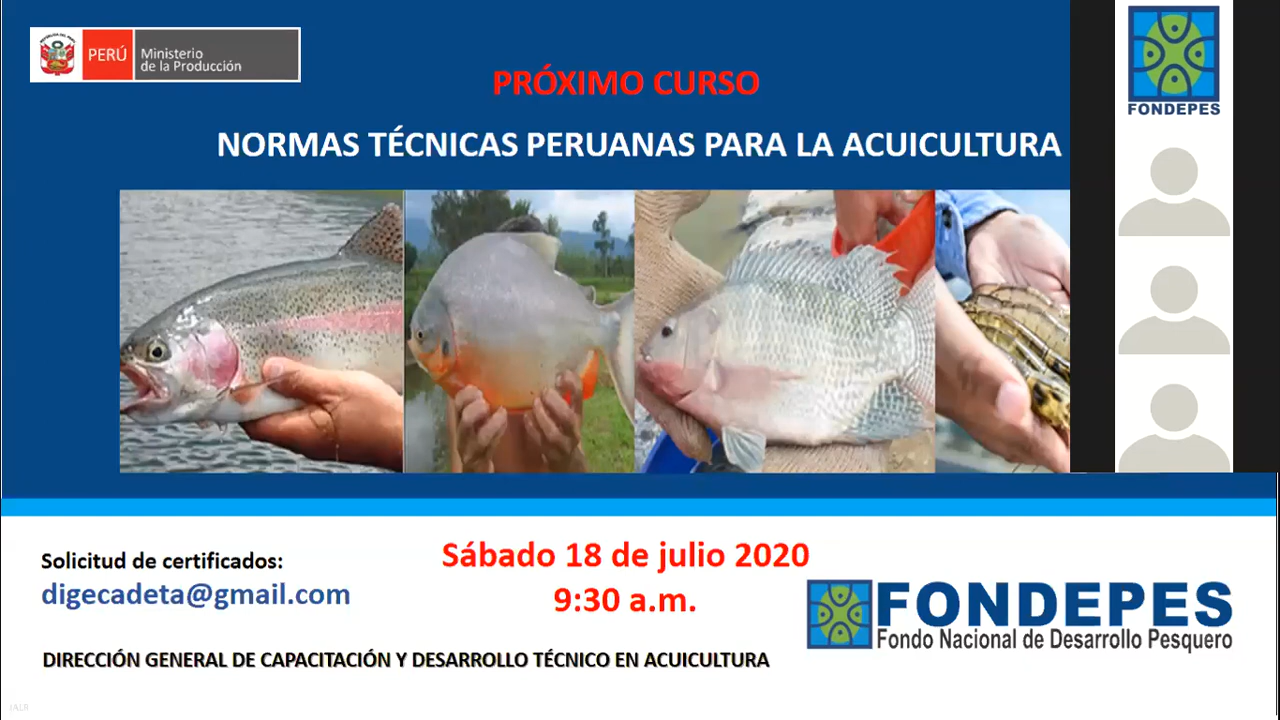 PERÚ
Ministerio
de la Producción
PRÓXIMO CURSO
NORMAS TÉCNICAS PERUANAS PARA LA ACUICULTURA
FONDEPES
Solicitud de certificados:
digecadeta@gmail.com
Sábado 18 de julio 2020
9:30 a.m.
FONDEPES
Fondo Nacional de Desarrollo Pesquero
DIRECCIÓN GENERAL DE CAPACITACIÓN Y DESARROLLO TÉCNICO EN ACUICULTURA